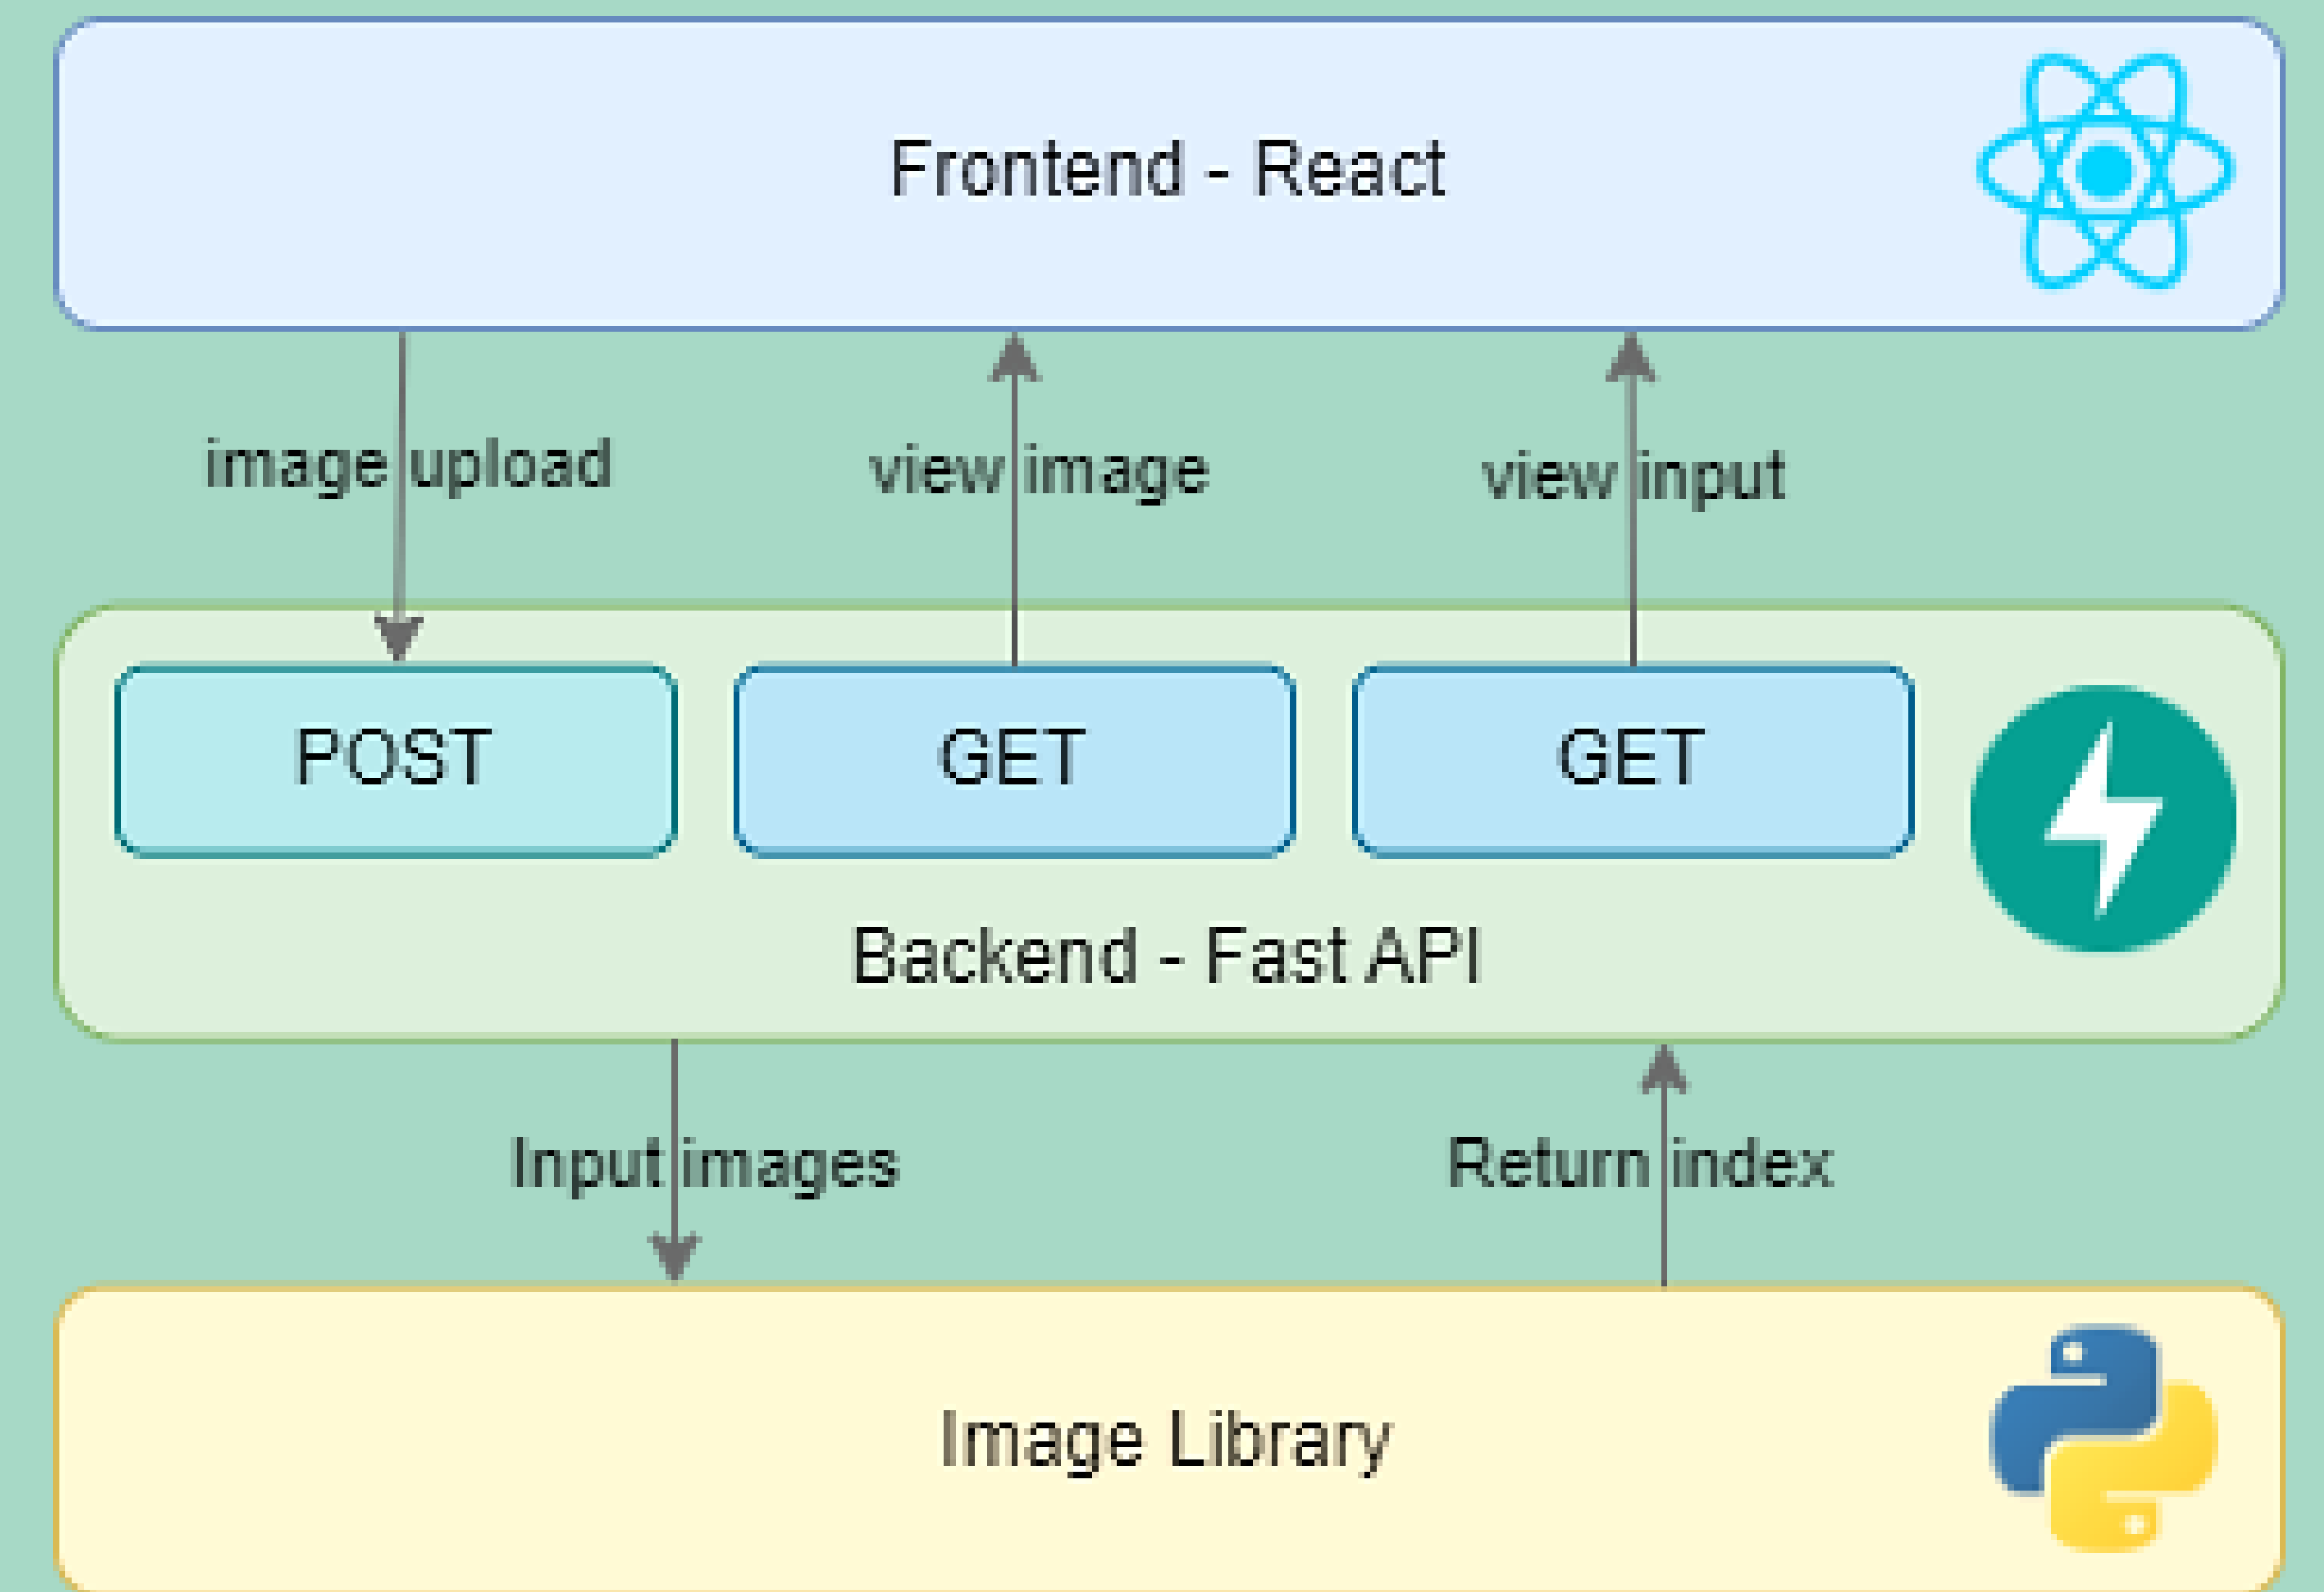 Frontend - React
image upload
view image
view input
POST
GET
GET
Backend - Fast API
Input images
Return index
Image Library